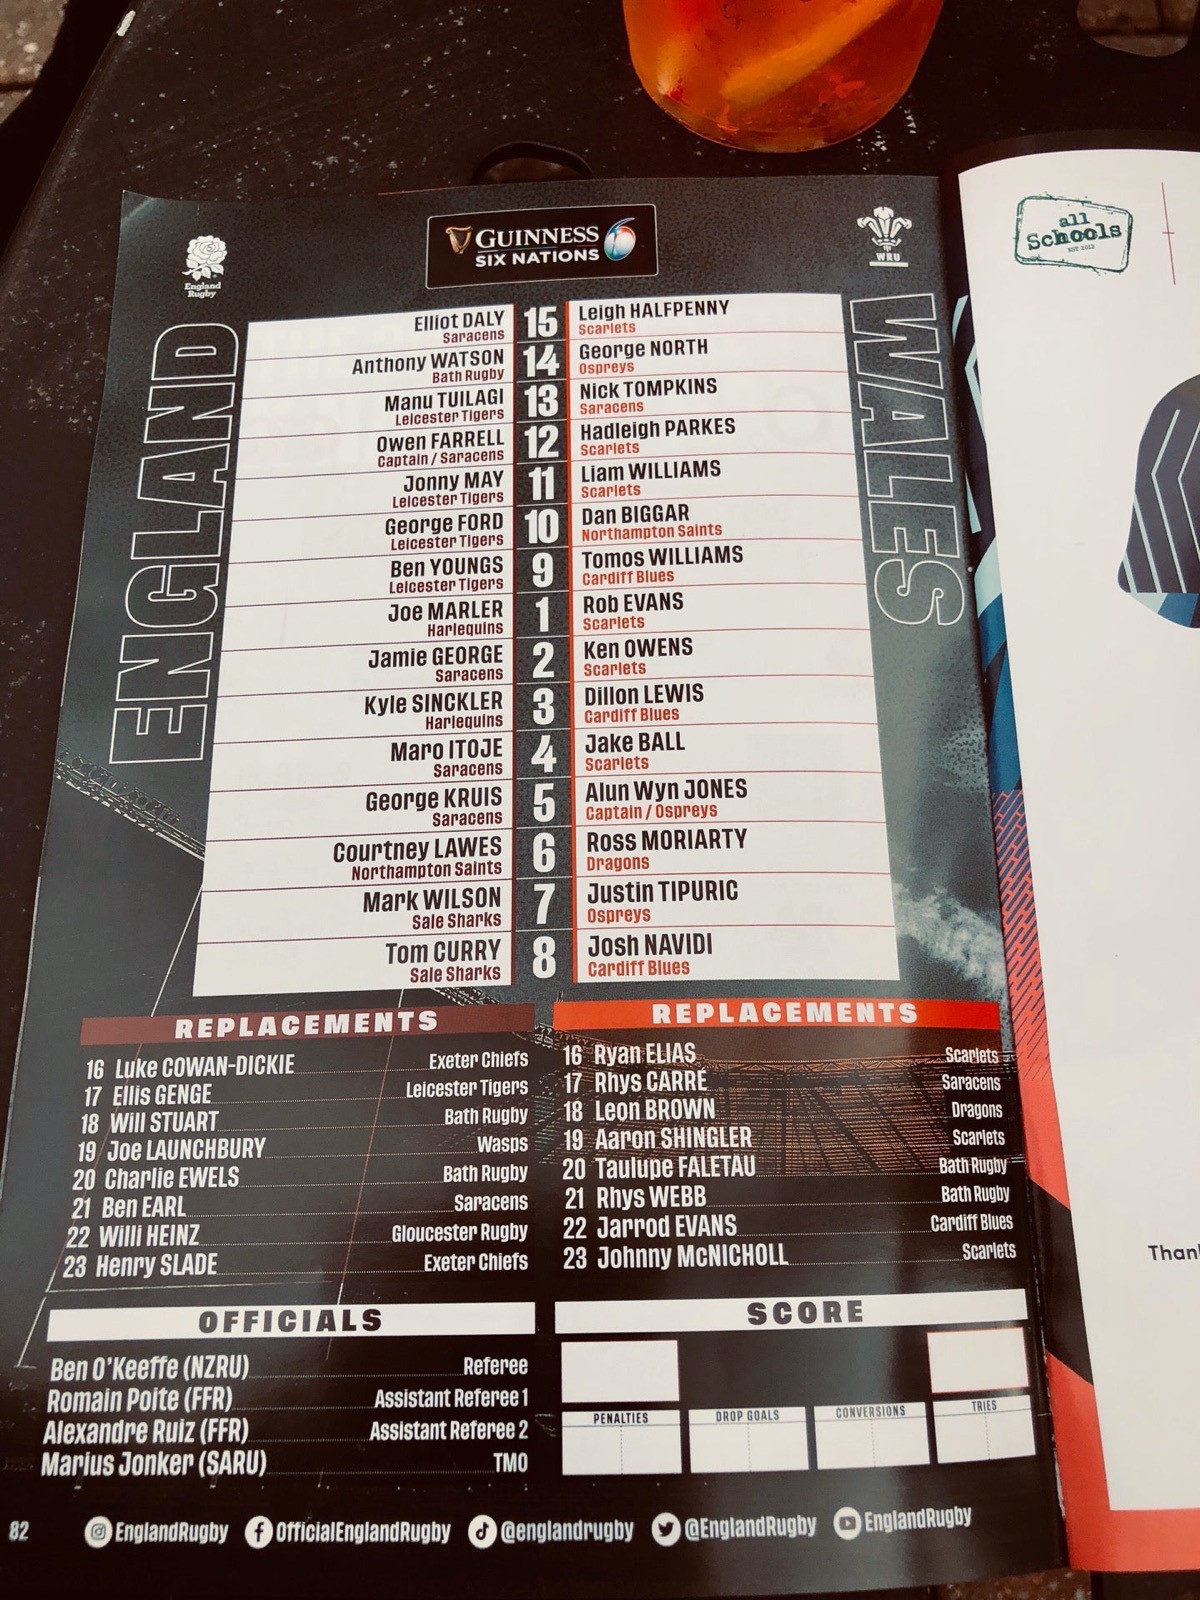 GUINNESS
SIX NATIONS
England
Rugby
WRU
all
Schools
ENGLAND
WALES
Elliot DALY 15 Leigh HALFPENNY
Saracens Scarlets
Anthony WATSON 14 George NORTH
Bath Rugby Ospreys
Manu TUILAGI 13 Nick TOMPKINS
Leicester Tigers Saracens
Owen FARRELL 12 Hadleigh PARKES
Captain / Saracens Scarlets
Jonny MAY 11 Liam WILLIAMS
Leicester Tigers Scarlets
George FORD 10 Dan BIGGAR
Leicester Tigers Northampton Saints
Ben YOUNGS 9 Tomos WILLIAMS
Leicester Tigers Cardiff Blues
Joe MARLER 1 Rob EVANS
Harlequins Scarlets
Jamie GEORGE 2 Ken OWENS
Saracens Scarlets
Kyle SINCKLER 3 Dillon LEWIS
Harlequins Cardiff Blues
Maro ITOJE 4 Jake BALL
Saracens Scarlets
George KRUIS 5 Alun Wyn JONES
Saracens Captain / Ospreys
Courtney LAWES 6 Ross MORIARTY
Northampton Saints Dragons
Mark WILSON 7 Justin TIPURIC
Sale Sharks Ospreys
Tom CURRY 8 Josh NAVIDI
Sale Sharks Cardiff Blues
REPLACEMENTS
16 Luke COWAN-DICKIE Exeter Chiefs
17 Ellis GENGE Leicester Tigers
18 Will STUART Bath Rugby
19 Joe LAUNCHBURY Wasps
20 Charlie EWELS Bath Rugby
21 Ben EARL Saracens
22 Willi HEINZ Gloucester Rugby
23 Henry SLADE Exeter Chiefs
REPLACEMENTS
16 Ryan ELIAS Scarlets
17 Rhys CARRÉ Saracens
18 Leon BROWN Dragons
19 Aaron SHINGLER Scarlets
20 Taulupe FALETAU Bath Rugby
21 Rhys WEBB Bath Rugby
22 Jarrod EVANS Cardiff Blues
23 Johnny McNICHOLL Scarlets
OFFICIALS
Ben O'Keeffe (NZRU) Referee
Romain Poite (FFR) Assistant Referee 1
Alexandre Ruiz (FFR) Assistant Referee 2
Marius Jonker (SARU) TMO
SCORE
PENALTIES DROP GOALS CONVERSIONS TRIES
82 EnglandRugby OfficialEnglandRugby @englandrugby @EnglandRugby EnglandRugby
Than